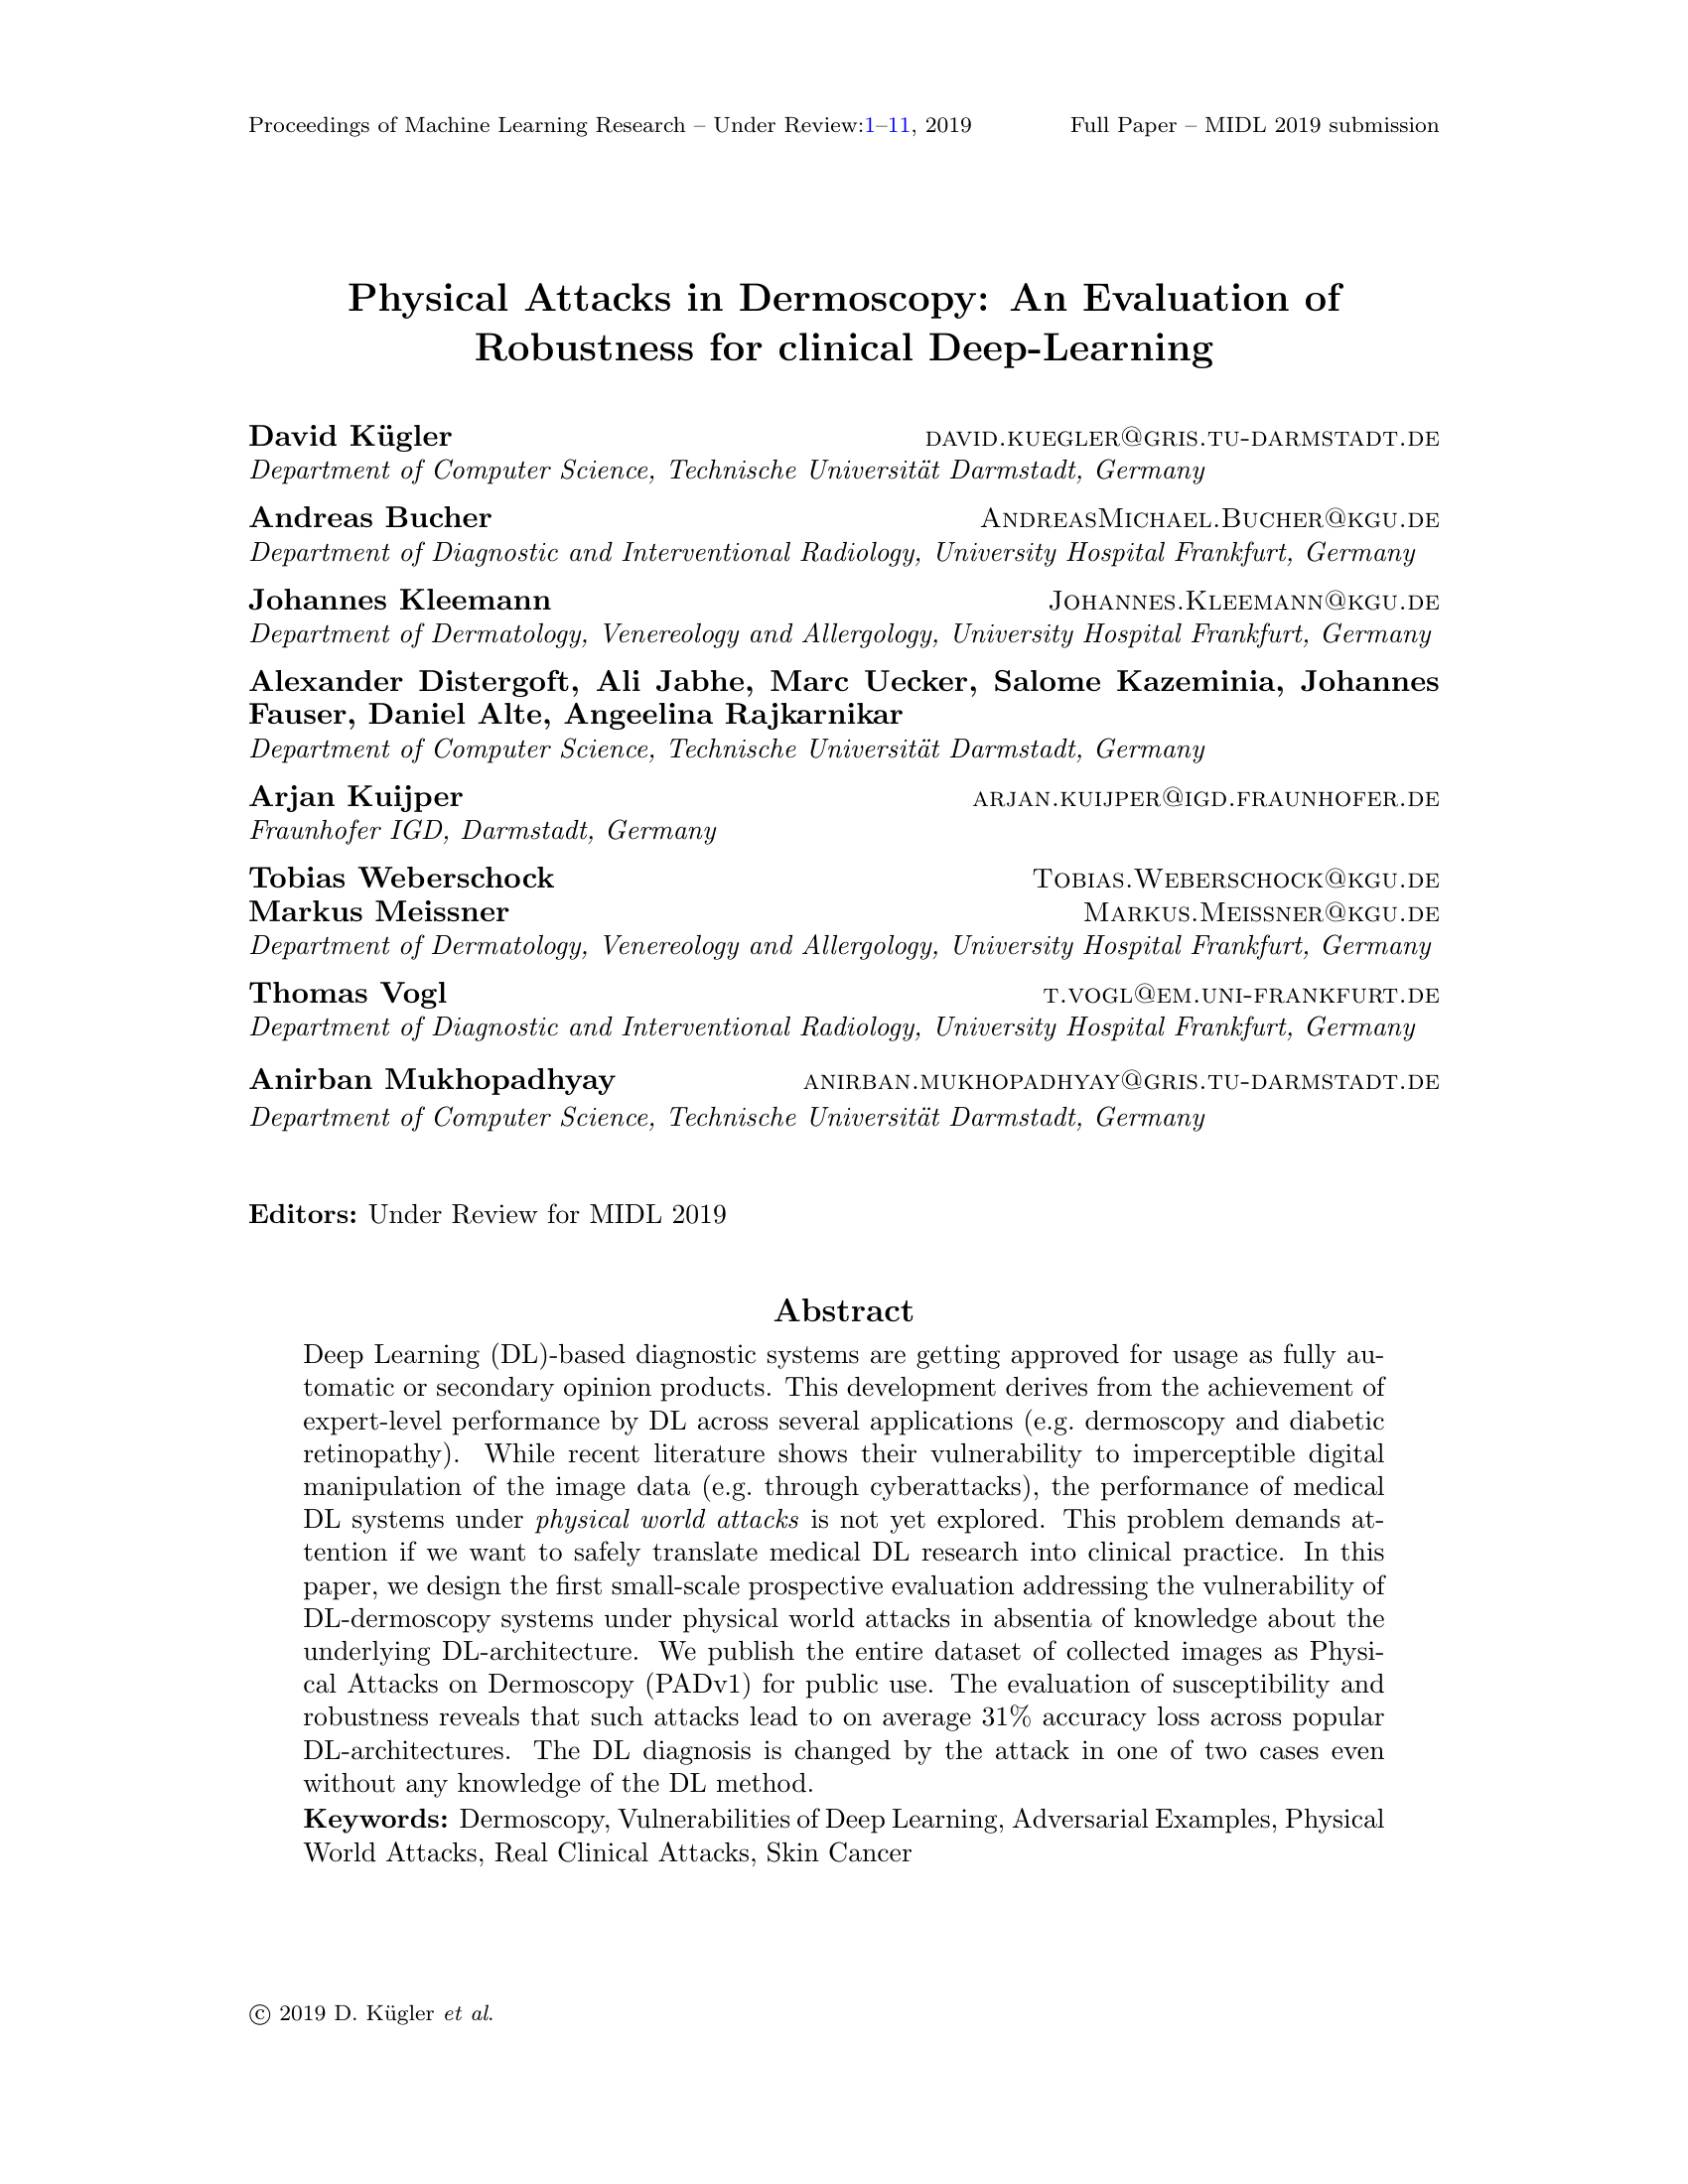 Proceedings of Machine Learning Research – Under Review:1–11, 2019 Full Paper – MIDL 2019 submission
Physical Attacks in Dermoscopy: An Evaluation of
Robustness for clinical Deep-Learning
David Kügler david.kuegler@gris.tu-darmstadt.de
Department of Computer Science, Technische Universität Darmstadt, Germany
Andreas Bucher AndreasMichael.Bucher@kgu.de
Department of Diagnostic and Interventional Radiology, University Hospital Frankfurt, Germany
Johannes Kleemann Johannes.Kleemann@kgu.de
Department of Dermatology, Venereology and Allergology, University Hospital Frankfurt, Germany
Alexander Distergoft, Ali Jabhe, Marc Uecker, Salome Kazeminia, Johannes
Fauser, Daniel Alte, Angeelina Rajkarnikar
Department of Computer Science, Technische Universität Darmstadt, Germany
Arjan Kuijper arjan.kuijper@igd.fraunhofer.de
Fraunhofer IGD, Darmstadt, Germany
Tobias Weberschock Tobias.Weberschock@kgu.de
Markus Meissner Markus.Meissner@kgu.de
Department of Dermatology, Venereology and Allergology, University Hospital Frankfurt, Germany
Thomas Vogl t.vogl@em.uni-frankfurt.de
Department of Diagnostic and Interventional Radiology, University Hospital Frankfurt, Germany
Anirban Mukhopadhyay anirban.mukhopadhyay@gris.tu-darmstadt.de
Department of Computer Science, Technische Universität Darmstadt, Germany
Editors: Under Review for MIDL 2019
Abstract
Deep Learning (DL)-based diagnostic systems are getting approved for usage as fully au-
tomatic or secondary opinion products. This development derives from the achievement of
expert-level performance by DL across several applications (e.g. dermoscopy and diabetic
retinopathy). While recent literature shows their vulnerability to imperceptible digital
manipulation of the image data (e.g. through cyberattacks), the performance of medical
DL systems under physical world attacks is not yet explored. This problem demands at-
tention if we want to safely translate medical DL research into clinical practice. In this
paper, we design the first small-scale prospective evaluation addressing the vulnerability of
DL-dermoscopy systems under physical world attacks in absentia of knowledge about the
underlying DL-architecture. We publish the entire dataset of collected images as Physi-
cal Attacks on Dermoscopy (PADv1) for public use. The evaluation of susceptibility and
robustness reveals that such attacks lead to on average 31% accuracy loss across popular
DL-architectures. The DL diagnosis is changed by the attack in one of two cases even
without any knowledge of the DL method.
Keywords: Dermoscopy, Vulnerabilities of Deep Learning, Adversarial Examples, Physical
World Attacks, Real Clinical Attacks, Skin Cancer
© 2019 D. Kügler et al.